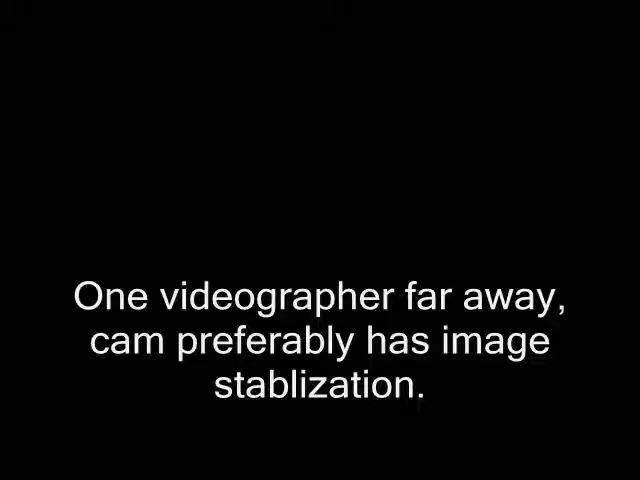 One videographer far away,
cam preferably has image
stablization.